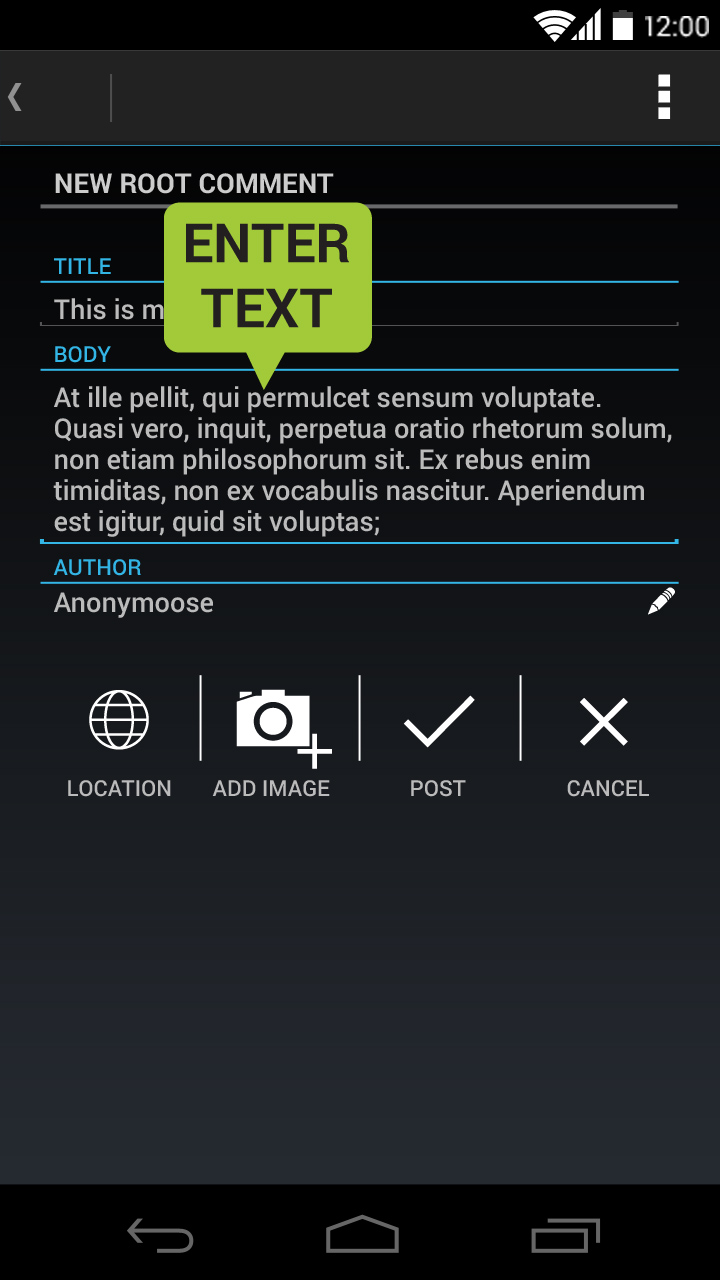 12:00
NEW ROOT COMMENT
ENTER
TEXT
TITLE
This is
BODY
At ille pellit, qui permulcet sensum voluptate.
Quasi vero, inquit, perpetua oratio rhetorum solum,
non etiam philosophorum sit. Ex rebus enim
timiditas, non ex vocabulis nascitur. Aperiendum
est igitur, quid sit voluptas;
AUTHOR
Anonymoose
LOCATION
ADD IMAGE
POST
CANCEL